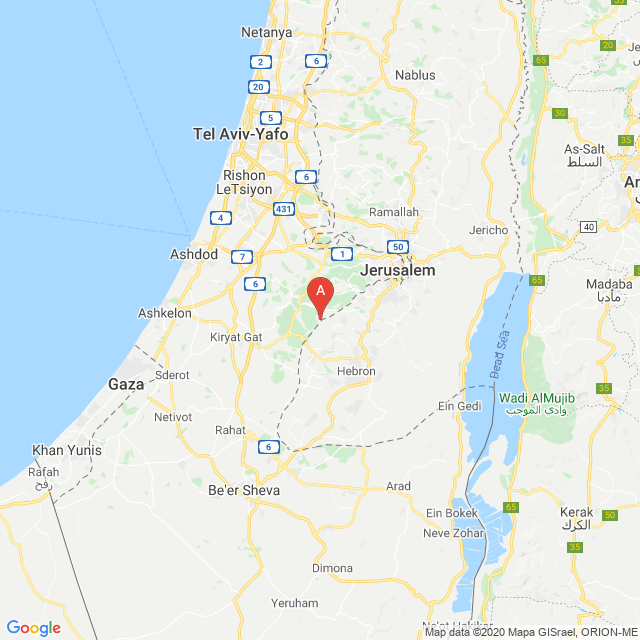 Netanya
6
2
65
35
20
Nablus
20
30
5
Tel Aviv-Yafo
As-Salt
السلط
35
Rishon
LeTsiyon
6
Ar
431
Ramallah
4
Jericho
40
50
Ashdod
7
1
Jerusalem
65
6
Madaba
مادبا
A
Ashkelon
Kiryat Gat
Dead Sea
Gaza
Sderot
Hebron
35
Wadi AlMujib
وادي الموجب
Netivot
Ein Gedi
Rahat
6
Khan Yunis
Rafah
رفح
Be'er Sheva
Arad
65
Kerak
الكرك
50
Ein Bokek
Neve Zohar
35
Dimona
Yeruham
Google
Map data ©2020 Mapa GISrael, ORION-ME